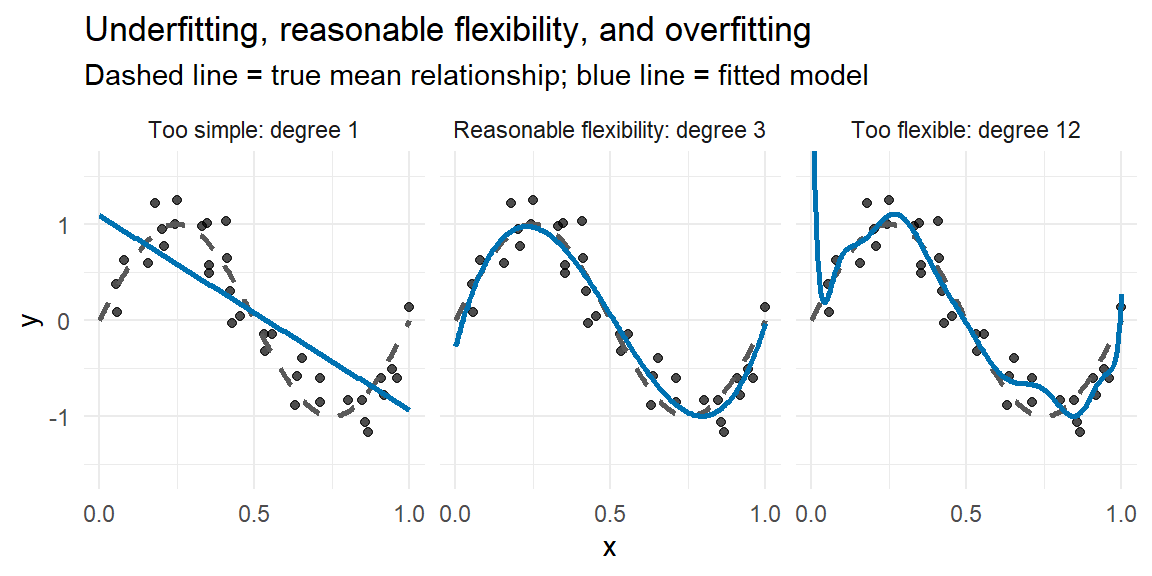 Underfitting, reasonable flexibility, and overfitting
Dashed line = true mean relationship; blue line = fitted model
Too simple: degree 1
Reasonable flexibility: degree 3
Too flexible: degree 12
y
1
0
-1
0.0 0.5 1.0 0.0 0.5 1.0 0.0 0.5 1.0
x